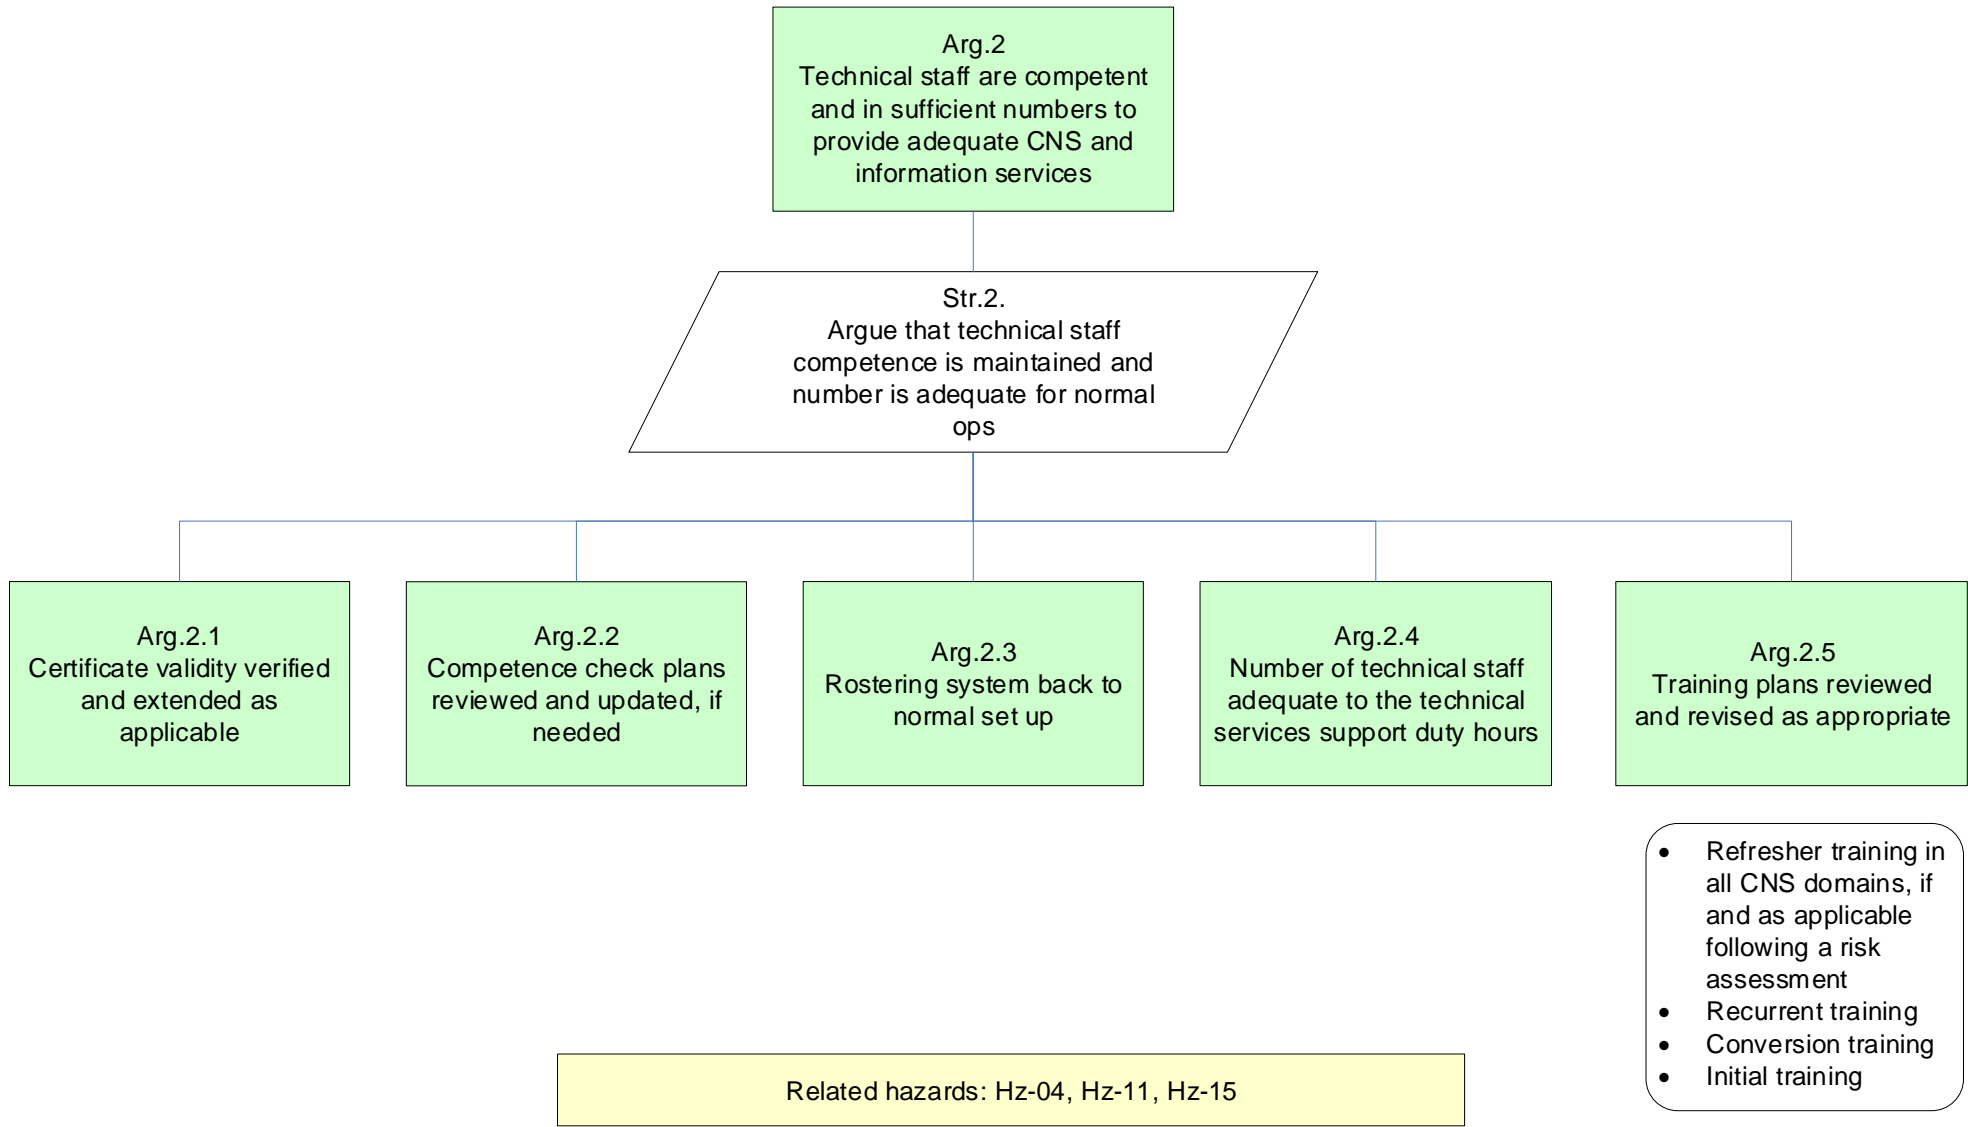 Arg.2
Technical staff are competent
and in sufficient numbers to
provide adequate CNS and
information services
Str.2.
Argue that technical staff
competence is maintained and
number is adequate for normal
ops
Arg.2.1
Certificate validity verified
and extended as
applicable
Arg.2.2
Competence check plans
reviewed and updated, if
needed
Arg.2.3
Rostering system back to
normal set up
Arg.2.4
Number of technical staff
adequate to the technical
services support duty hours
Arg.2.5
Training plans reviewed
and revised as appropriate
• Refresher training in
all CNS domains, if
and as applicable
following a risk
assessment
• Recurrent training
• Conversion training
• Initial training
Related hazards: Hz-04, Hz-11, Hz-15